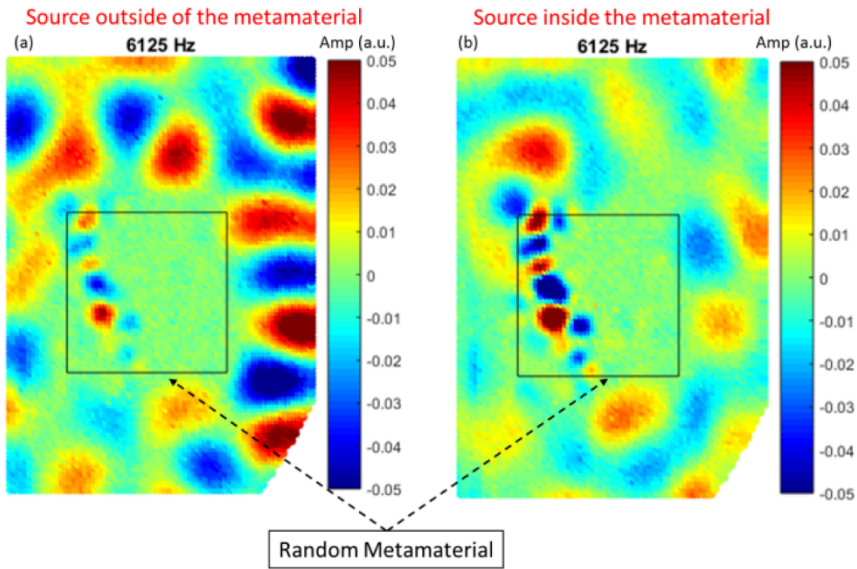 Source outside of the metamaterial
Source inside the metamaterial
(a)
6125 Hz
Amp (a.u.)
(b)
6125 Hz
Amp (a.u.)
0.05
0.04
0.03
0.02
0.01
0
-0.01
-0.02
-0.03
-0.04
-0.05
0.05
0.04
0.03
0.02
0.01
0
-0.01
-0.02
-0.03
-0.04
-0.05
Random Metamaterial